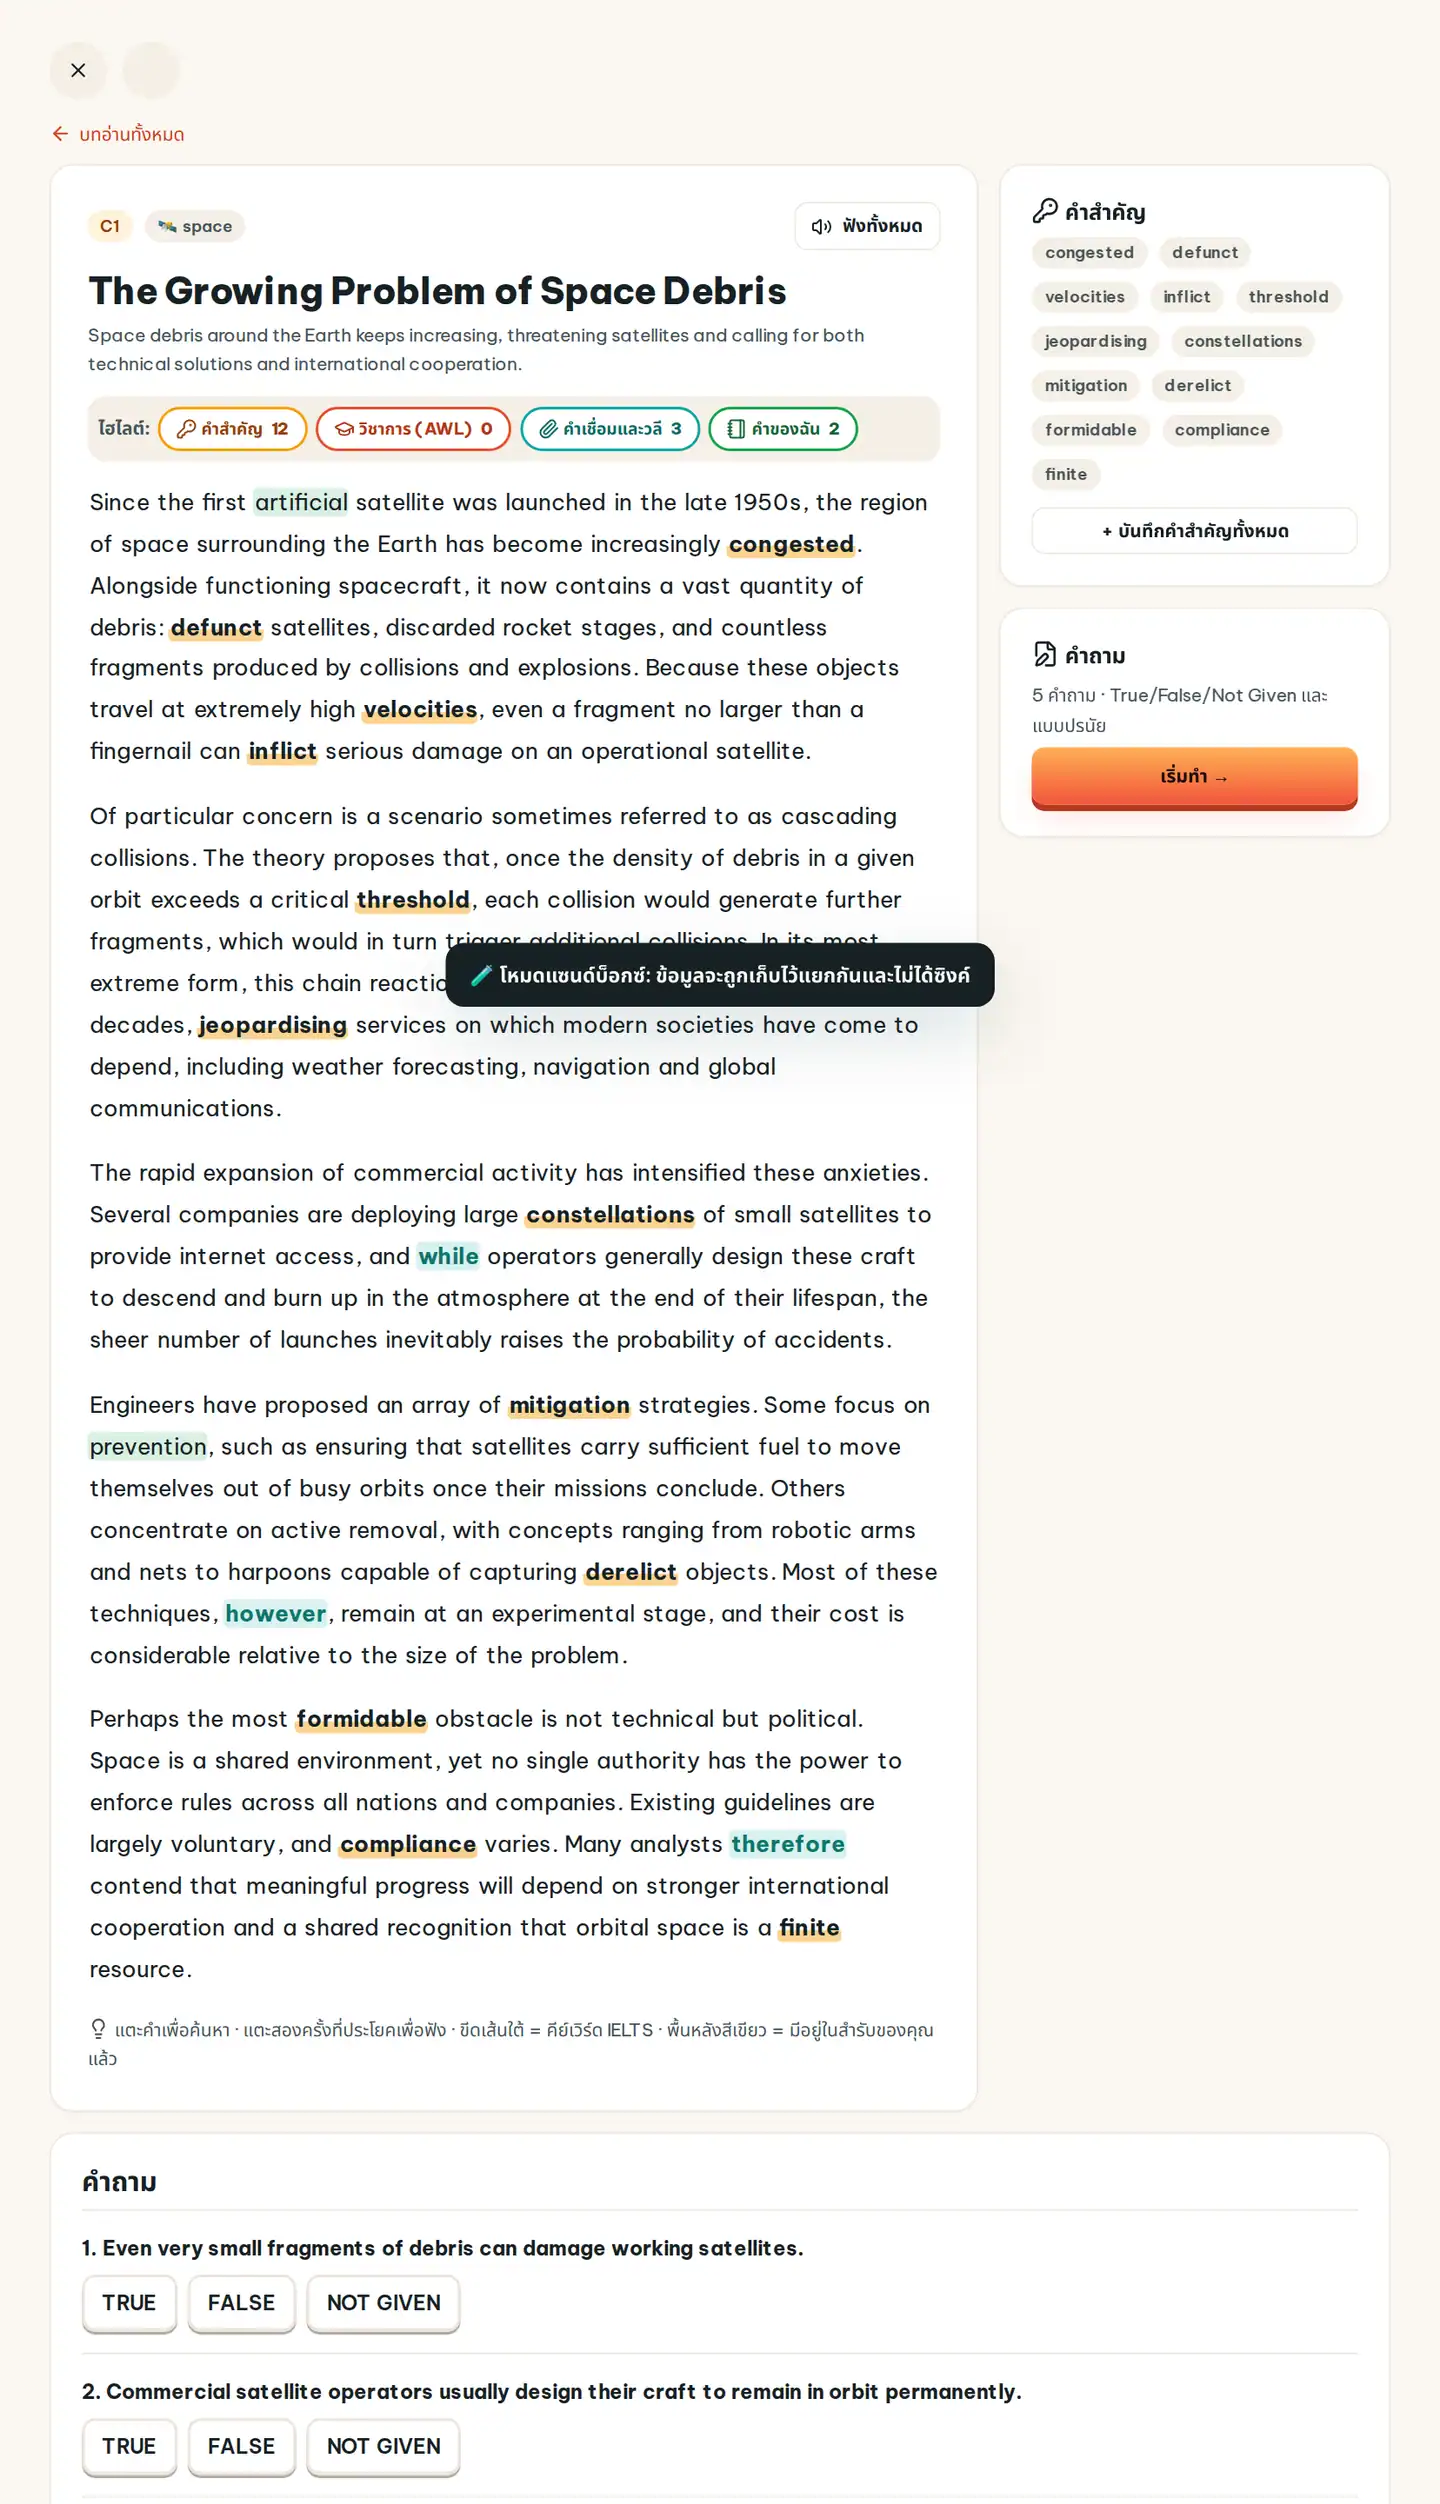 บทอ่านทั้งหมด
C1
space
ฟังทั้งหมด
The Growing Problem of Space Debris
Space debris around the Earth keeps increasing, threatening satellites and calling for both
technical solutions and international cooperation.
ไฮไลต์:
คำสำคัญ 12
วิชาการ (AWL) 0
คำเชื่อมและวลี 3
คำของฉัน 2
Since the first artificial satellite was launched in the late 1950s, the region
of space surrounding the Earth has become increasingly congested.
Alongside functioning spacecraft, it now contains a vast quantity of
debris: defunct satellites, discarded rocket stages, and countless
fragments produced by collisions and explosions. Because these objects
travel at extremely high velocities, even a fragment no larger than a
fingernail can inflict serious damage on an operational satellite.
Of particular concern is a scenario sometimes referred to as cascading
collisions. The theory proposes that, once the density of debris in a given
orbit exceeds a critical threshold, each collision would generate further
fragments, which would in turn trigger additional collisions. In its most
extreme form, this chain
โหมดแซนด์บ็อกซ์: ข้อมูลจะถูกเก็บไว้แยกกันและไม่ได้ซิงค์
decades, jeopardising services on which modern societies have come to
depend, including weather forecasting, navigation and global
communications.
The rapid expansion of commercial activity has intensified these anxieties.
Several companies are deploying large constellations of small satellites to
provide internet access, and while operators generally design these craft
to descend and burn up in the atmosphere at the end of their lifespan, the
sheer number of launches inevitably raises the probability of accidents.
Engineers have proposed an array of mitigation strategies. Some focus on
prevention, such as ensuring that satellites carry sufficient fuel to move
themselves out of busy orbits once their missions conclude. Others
concentrate on active removal, with concepts ranging from robotic arms
and nets to harpoons capable of capturing derelict objects. Most of these
techniques, however, remain at an experimental stage, and their cost is
considerable relative to the size of the problem.
Perhaps the most formidable obstacle is not technical but political.
Space is a shared environment, yet no single authority has the power to
enforce rules across all nations and companies. Existing guidelines are
largely voluntary, and compliance varies. Many analysts therefore
contend that meaningful progress will depend on stronger international
cooperation and a shared recognition that orbital space is a finite
resource.
แตะคำเพื่อค้นหา · แตะสองครั้งที่ประโยคเพื่อฟัง · ขีดเส้นใต้ = คีย์เวิร์ด IELTS · พื้นหลังสีเขียว = มีอยู่ในสำรับของคุณ
แล้ว
คำสำคัญ
congested defunct
velocities inflict threshold
jeopardising constellations
mitigation derelict
formidable compliance
finite
+ บันทึกคำสำคัญทั้งหมด
คำถาม
5 คำถาม · True/False/Not Given และ
แบบปรนัย
เริ่มทำ →
คำถาม
1. Even very small fragments of debris can damage working satellites.
TRUE FALSE NOT GIVEN
2. Commercial satellite operators usually design their craft to remain in orbit permanently.
TRUE FALSE NOT GIVEN